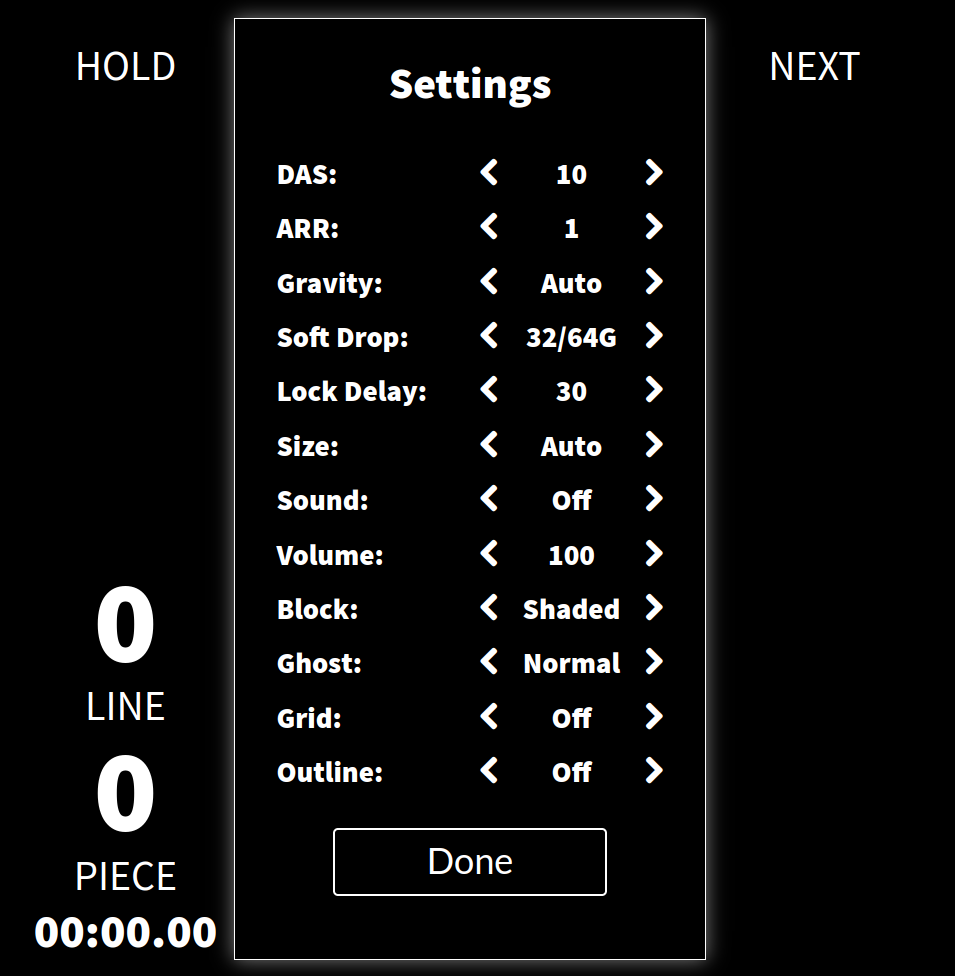 HOLD
Settings
NEXT
DAS: 10
ARR: 1
Gravity: Auto
Soft Drop: 32/64G
Lock Delay: 30
Size: Auto
Sound: Off
Volume: 100
Block: Shaded
Ghost: Normal
Grid: Off
Outline: Off
Done
0
LINE
0
PIECE
00:00.00